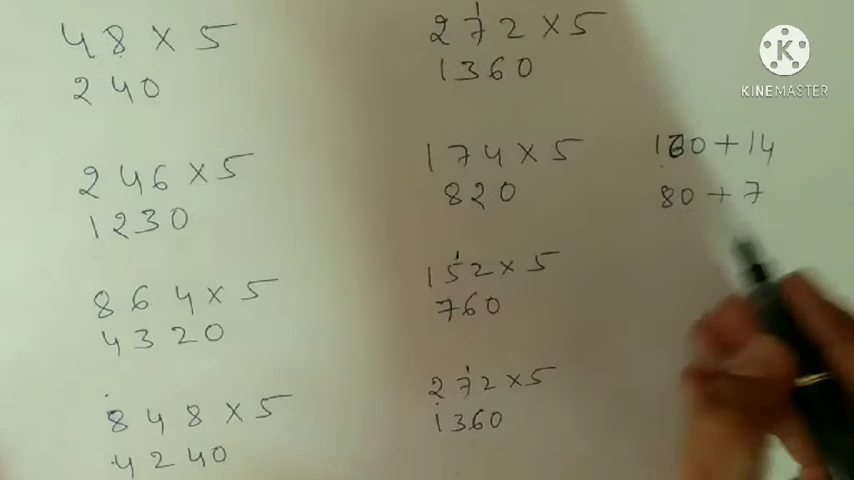 48 × 5
240
246 × 5
1230
864 × 5
4320
848 × 5
4240
272 × 5
1360
174 × 5
820
152 × 5
760
272 × 5
1360
160 + 14
80 + 7
KINEMASTER